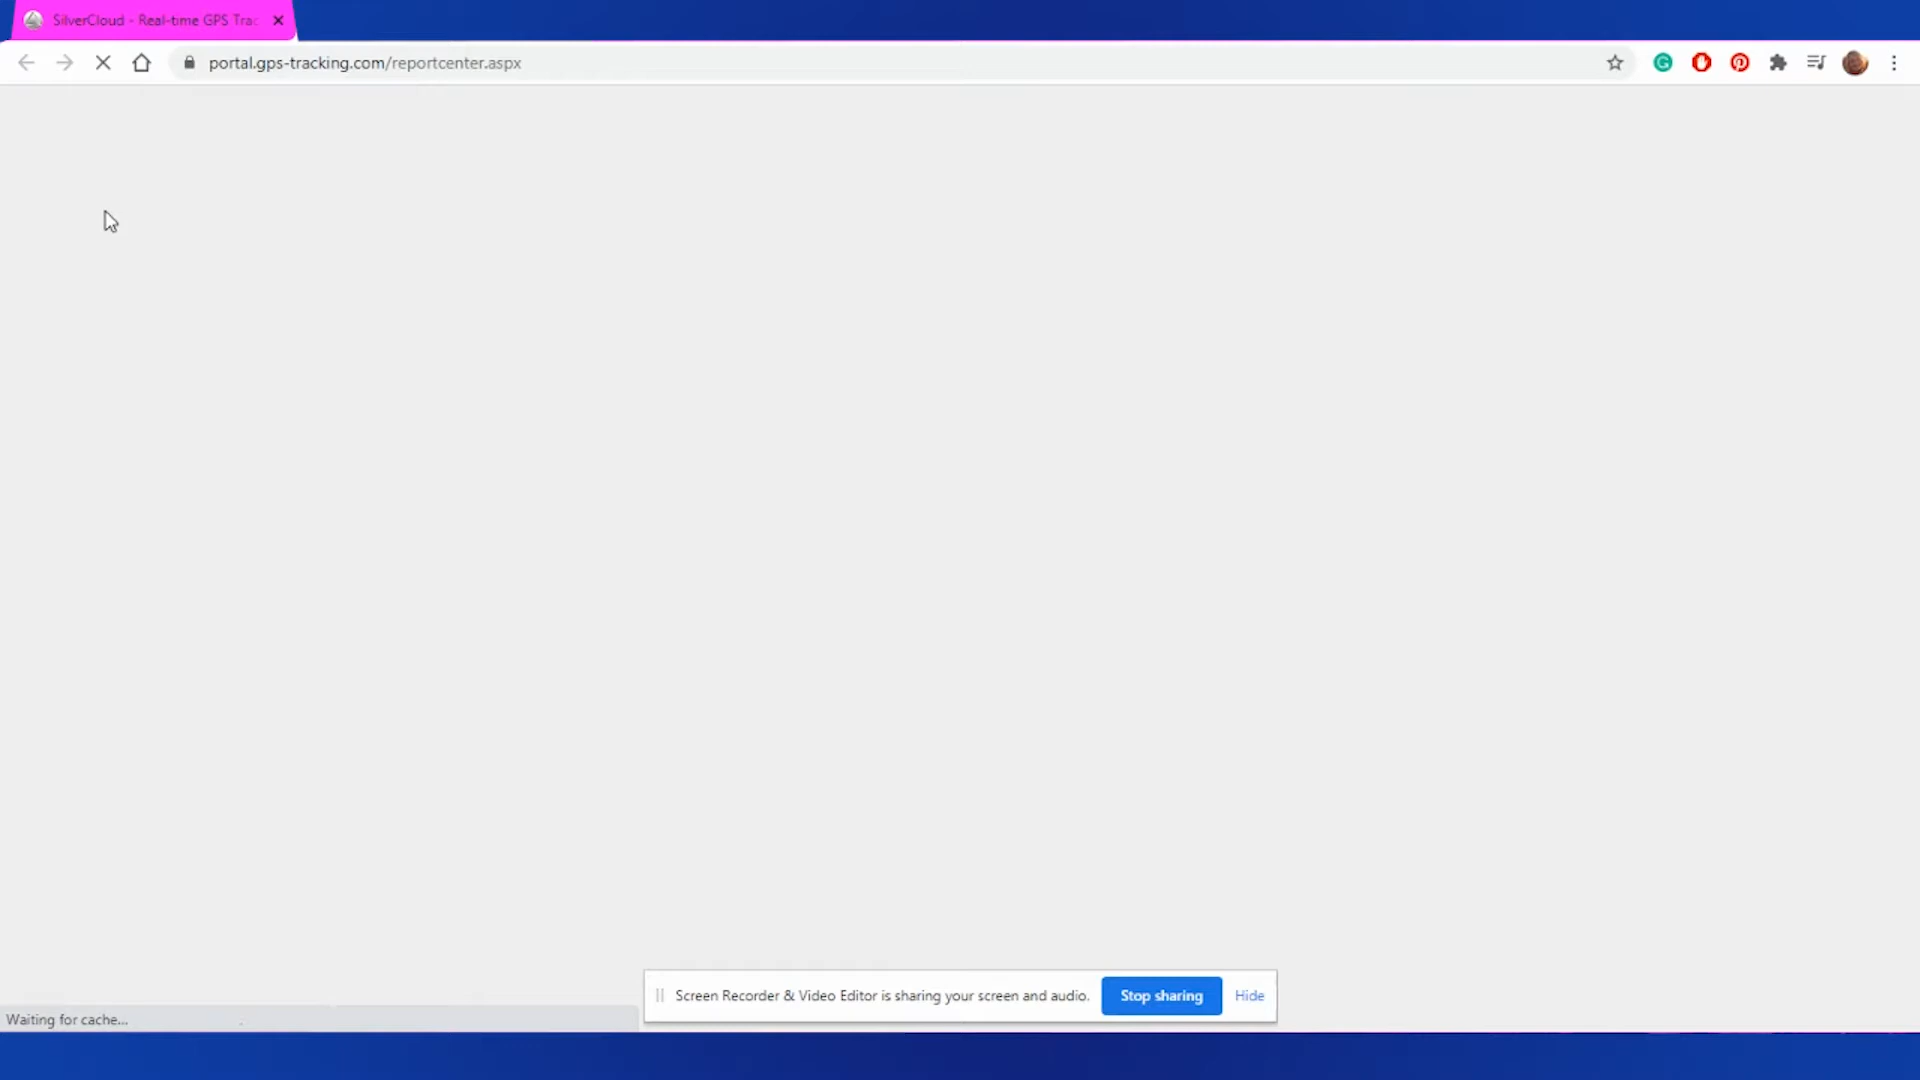 SilverCloud - Real-time GPS Trac
portal.gps-tracking.com/reportcenter.aspx
Screen Recorder & Video Editor is sharing your screen and audio.
Stop sharing
Hide
Waiting for cache...